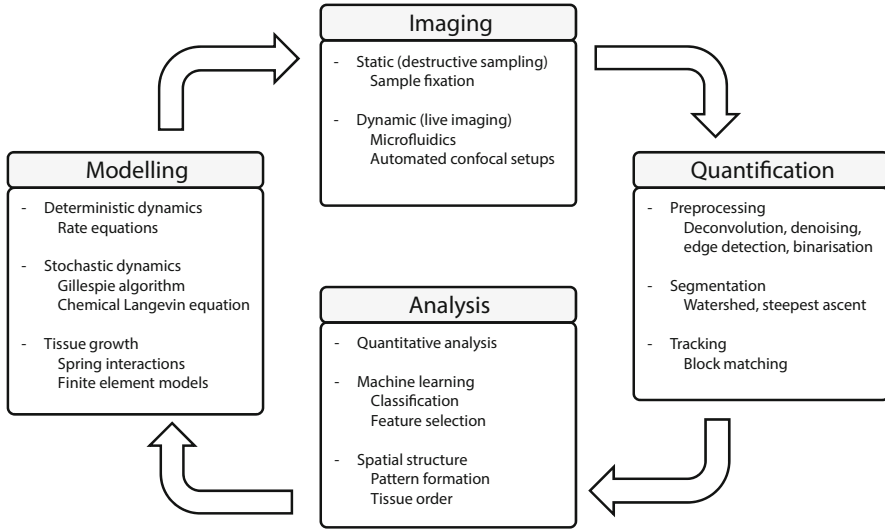 Imaging
- Static (destructive sampling)
Sample fixation
- Dynamic (live imaging)
Microfluidics
Automated confocal setups
Modelling
- Deterministic dynamics
Rate equations
- Stochastic dynamics
Gillespie algorithm
Chemical Langevin equation
- Tissue growth
Spring interactions
Finite element models
Quantification
- Preprocessing
Deconvolution, denoising,
edge detection, binarisation
- Segmentation
Watershed, steepest ascent
- Tracking
Block matching
Analysis
- Quantitative analysis
- Machine learning
Classification
Feature selection
- Spatial structure
Pattern formation
Tissue order